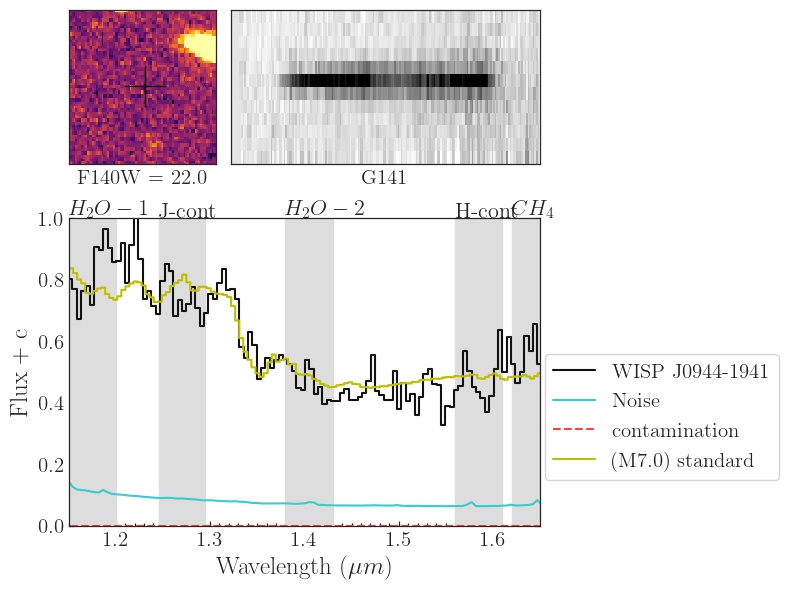 F140W = 22.0
G141
H₂O − 1
J-cont
H₂O − 2
H-cont
CH₄
1.0
0.8
0.6
0.4
0.2
0.0
Flux + c
1.2
1.3
1.4
1.5
1.6
Wavelength (μm)
WISP J0944-1941
Noise
contamination
(M7.0) standard